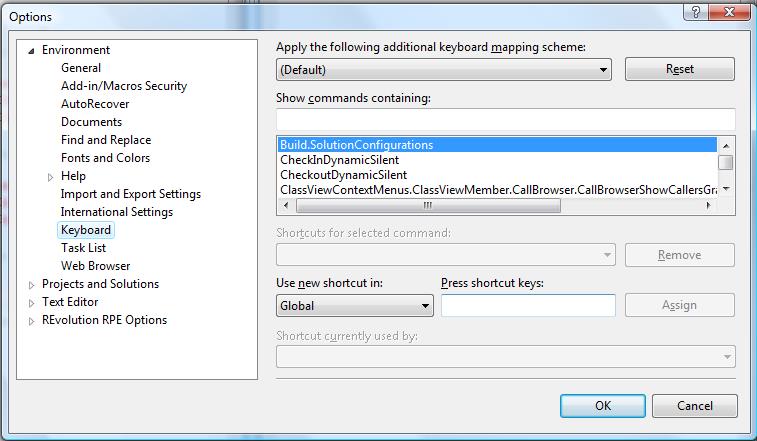 Options
Environment
General
Add-in/Macros Security
AutoRecover
Documents
Find and Replace
Fonts and Colors
Help
Import and Export Settings
International Settings
Keyboard
Task List
Web Browser
Projects and Solutions
Text Editor
REvolution RPE Options
Apply the following additional keyboard mapping scheme:
(Default)
Reset
Show commands containing:
Build.SolutionConfigurations
CheckInDynamicSilent
CheckoutDynamicSilent
ClassViewContextMenus.ClassViewMember.CallBrowser.CallBrowserShowCallersGra
Shortcuts for selected command:
Remove
Use new shortcut in:
Press shortcut keys:
Global
Assign
Shortcut currently used by:
OK
Cancel